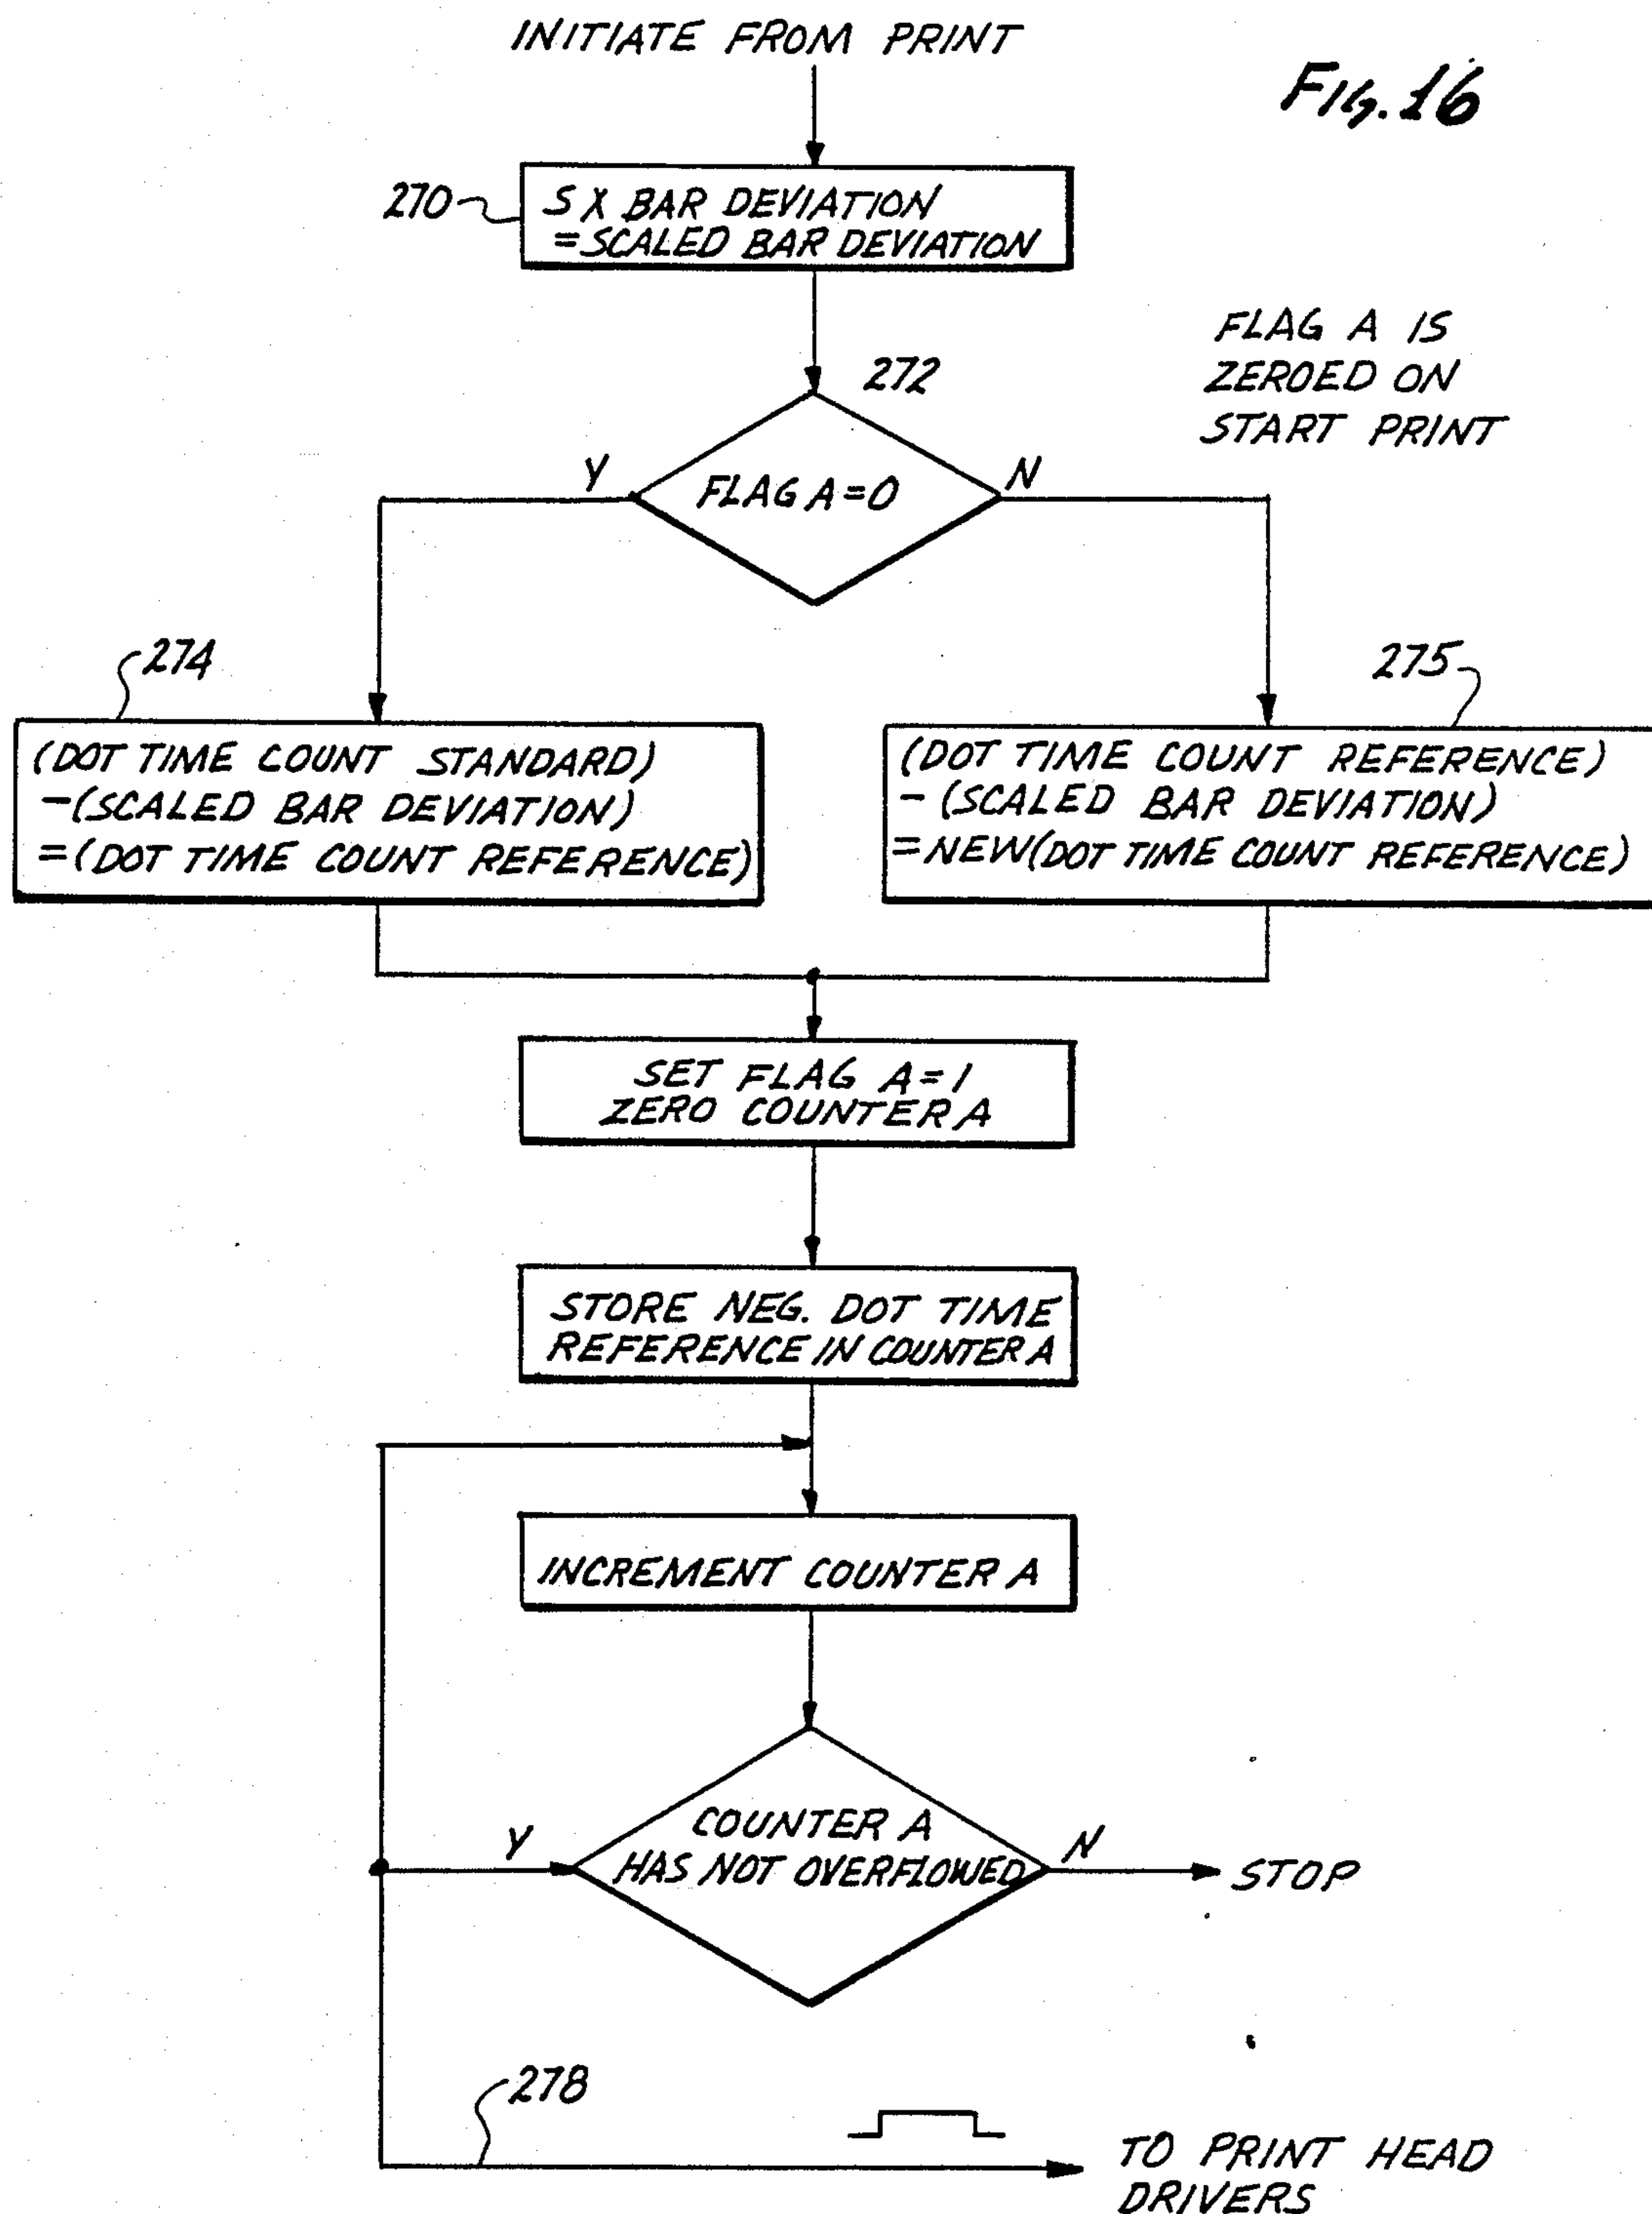 INITIATE FROM PRINT
FIG. 16
270
S X BAR DEVIATION
=SCALED BAR DEVIATION
FLAG A IS
ZEROED ON
START PRINT
272
Y
FLAG A=0
N
274
275
(DOT TIME COUNT STANDARD)
-(SCALED BAR DEVIATION)
=(DOT TIME COUNT REFERENCE)
(DOT TIME COUNT REFERENCE)
- (SCALED BAR DEVIATION)
=NEW(DOT TIME COUNT REFERENCE)
SET FLAG A=1
ZERO COUNTER A
STORE NEG. DOT TIME
REFERENCE IN COUNTER A
INCREMENT COUNTER A
Y
COUNTER A
HAS NOT OVERFLOWED
N
STOP
278
TO PRINT HEAD
DRIVERS